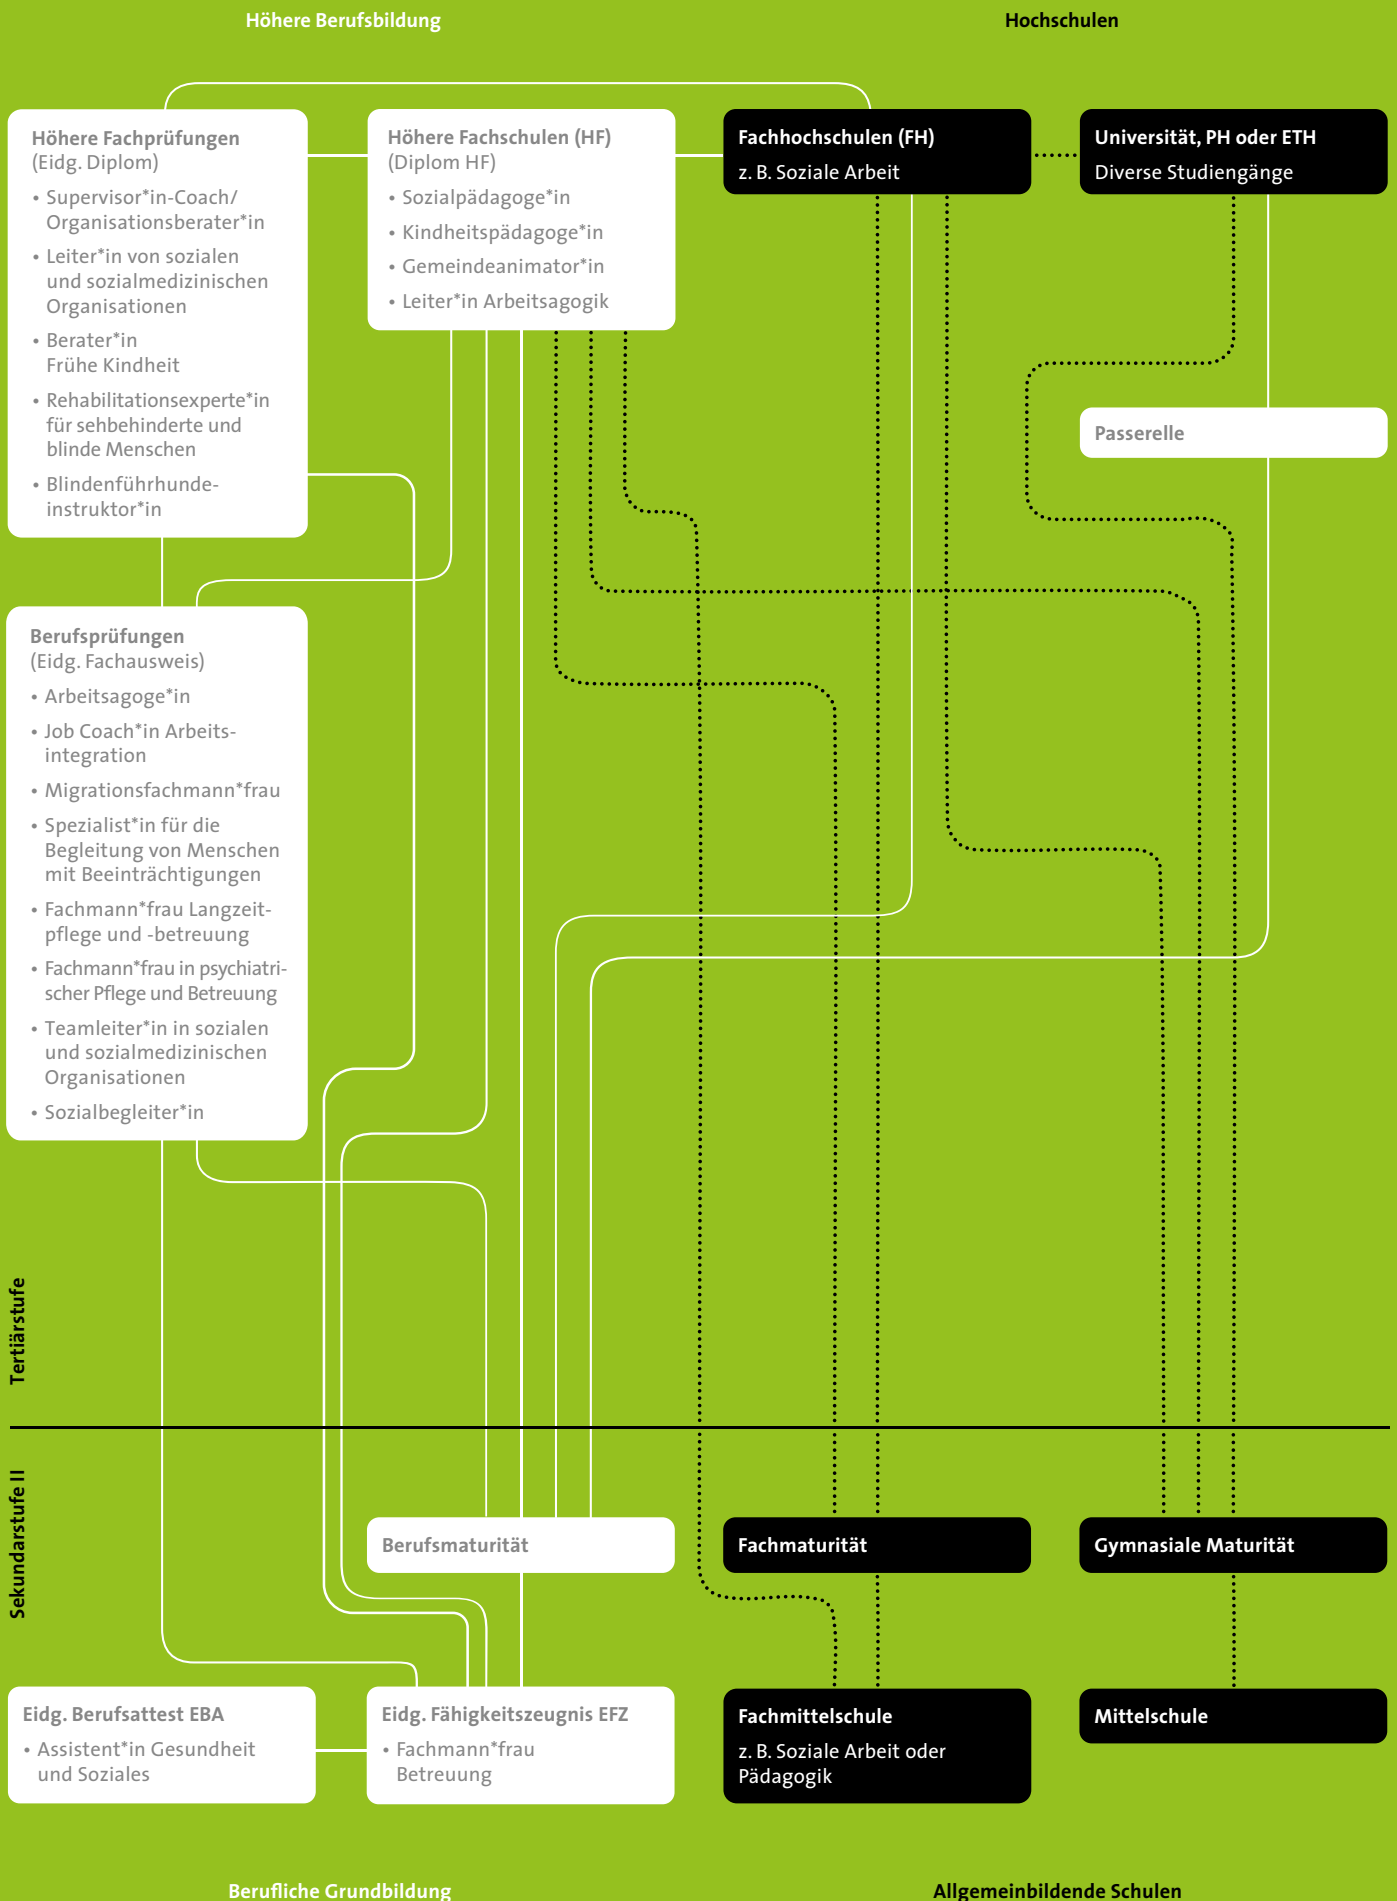 Höhere Berufsbildung
Hochschulen
Höhere Fachprüfungen
(Eidg. Diplom)
• Supervisor*in-Coach/
Organisationsberater*in
• Leiter*in von sozialen
und sozialmedizinischen
Organisationen
• Berater*in
Frühe Kindheit
• Rehabilitationsexperte*in
für sehbehinderte und
blinde Menschen
• Blindenführhunde-
instruktor*in
Höhere Fachschulen (HF)
(Diplom HF)
• Sozialpädagoge*in
• Kindheitspädagoge*in
• Gemeindeanimator*in
• Leiter*in Arbeitsagogik
Fachhochschulen (FH)
z. B. Soziale Arbeit
Universität, PH oder ETH
Diverse Studiengänge
Passerelle
Berufsprüfungen
(Eidg. Fachausweis)
• Arbeitsagoge*in
• Job Coach*in Arbeits-
integration
• Migrationsfachmann*frau
• Spezialist*in für die
Begleitung von Menschen
mit Beeinträchtigungen
• Fachmann*frau Langzeit-
pflege und -betreuung
• Fachmann*frau in psychiatri-
scher Pflege und Betreuung
• Teamleiter*in in sozialen
und sozialmedizinischen
Organisationen
• Sozialbegleiter*in
Tertiärstufe
Sekundarstufe II
Berufsmaturität
Fachmaturität
Gymnasiale Maturität
Eidg. Berufsattest EBA
• Assistent*in Gesundheit
und Soziales
Eidg. Fähigkeitszeugnis EFZ
• Fachmann*frau
Betreuung
Fachmittelschule
z. B. Soziale Arbeit oder
Pädagogik
Mittelschule
Berufliche Grundbildung
Allgemeinbildende Schulen